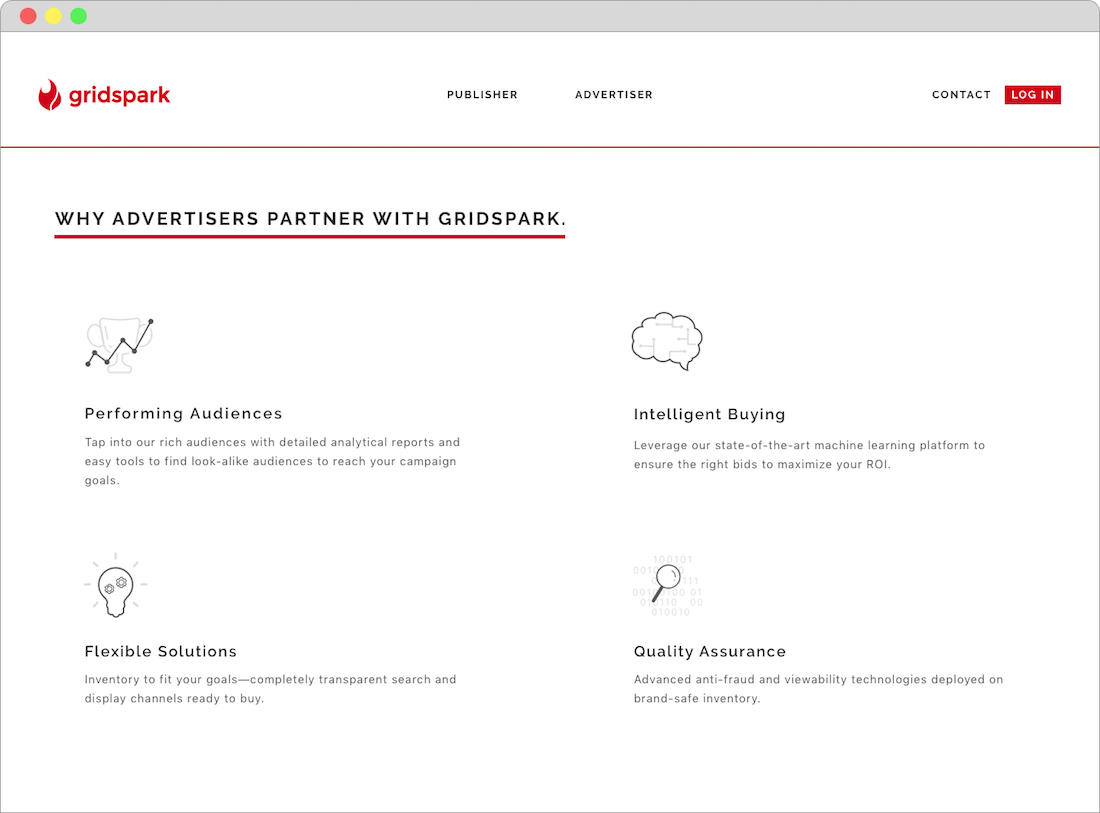 gridspark
PUBLISHER
ADVERTISER
CONTACT
LOG IN
WHY ADVERTISERS PARTNER WITH GRIDSPARK.
Performing Audiences
Tap into our rich audiences with detailed analytical reports and
easy tools to find look-alike audiences to reach your campaign
goals.
Intelligent Buying
Leverage our state-of-the-art machine learning platform to
ensure the right bids to maximize your ROI.
Flexible Solutions
Inventory to fit your goals—completely transparent search and
display channels ready to buy.
100101
010010
Quality Assurance
Advanced anti-fraud and viewability technologies deployed on
brand-safe inventory.